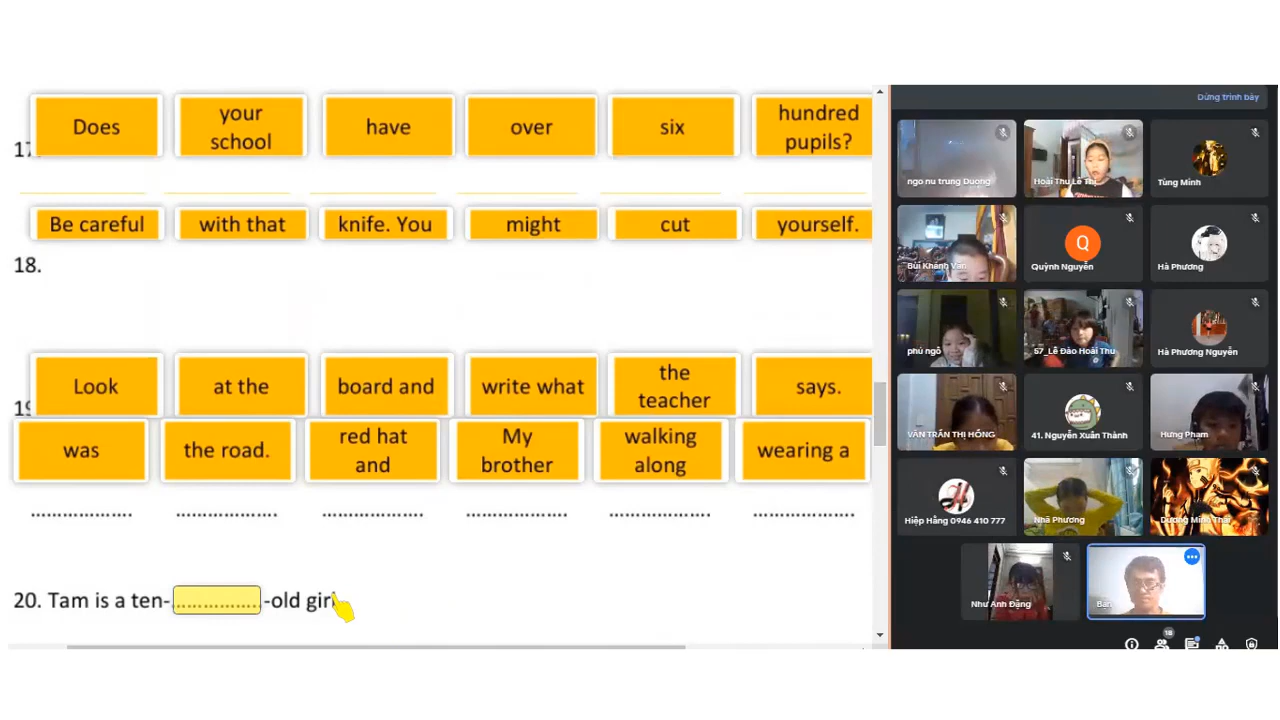 Does your school have over six hundred pupils?
17.
Be careful with that knife. You might cut yourself.
18.
Look at the board and write what the teacher says.
19
was the road. red hat and My brother walking along wearing a
.................. .................. .................. .................. .................. ..................
20. Tam is a ten-..................-old girl
Dừng trình bày
ngo nu trung Duong
Hoài Thu Lê Thị
Tùng Minh
Bùi Khánh Vân
Q
Quỳnh Nguyễn
Hà Phương
phù ngô
57_Lê Đào Hoài Thu
Hà Phương Nguyễn
VÂN TRẦN THỊ HỒNG
41. Nguyễn Xuân Thành
Hưng Phạm
Hiệp Hằng 0946 410 777
Nhã Phương
Dương Minh Thái
Như Anh Đặng
Bạn
18